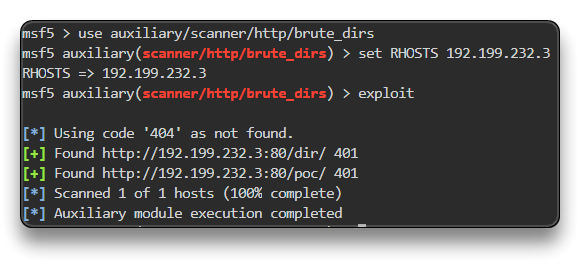 msf5 > use auxiliary/scanner/http/brute_dirs
msf5 auxiliary(scanner/http/brute_dirs) > set RHOSTS 192.199.232.3
RHOSTS => 192.199.232.3
msf5 auxiliary(scanner/http/brute_dirs) > exploit
[*] Using code '404' as not found.
[+] Found http://192.199.232.3:80/dir/ 401
[+] Found http://192.199.232.3:80/poc/ 401
[*] Scanned 1 of 1 hosts (100% complete)
[*] Auxiliary module execution completed